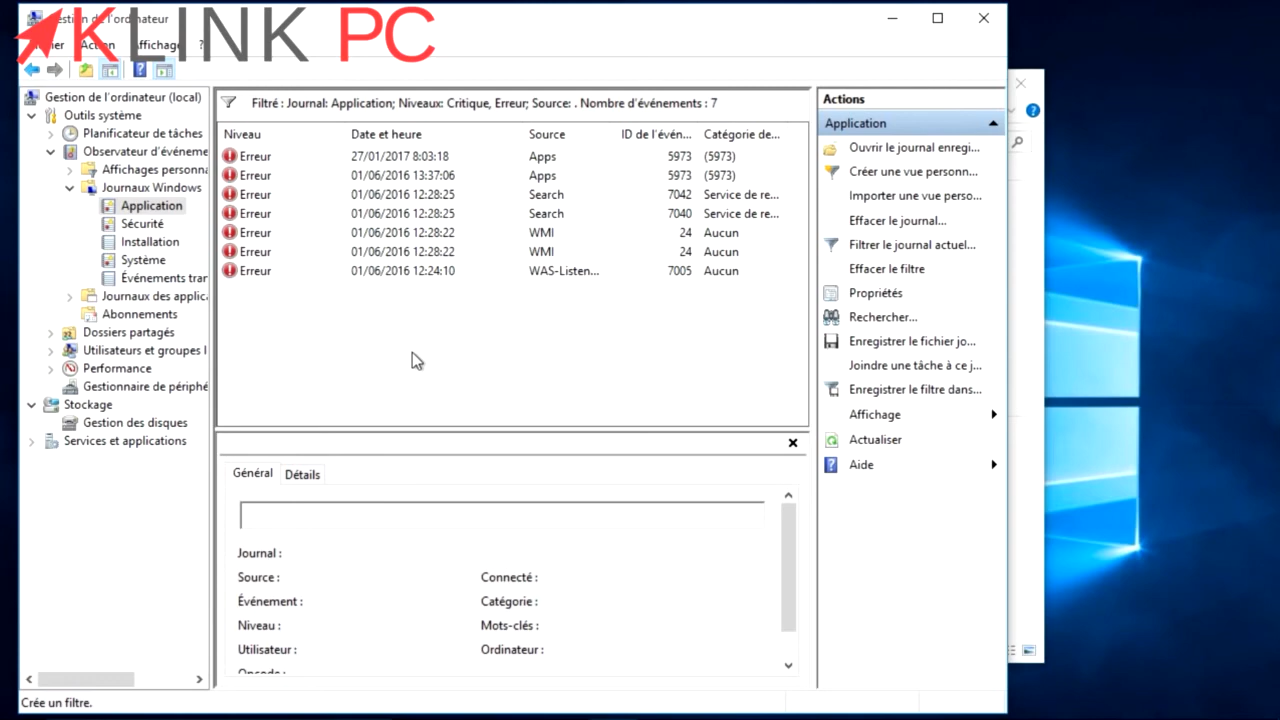 Gestion de l'ordinateur
KLINK PC
Action Affichage ?
Gestion de l'ordinateur (local)
Outils système
Planificateur de tâches
Observateur d'événeme
Affichages personna
Journaux Windows
Application
Sécurité
Installation
Système
Événements tran
Journaux des applic
Abonnements
Dossiers partagés
Utilisateurs et groupes l
Performance
Gestionnaire de périphé
Stockage
Gestion des disques
Services et applications
Filtré : Journal: Application; Niveaux: Critique, Erreur; Source: . Nombre d'événements : 7
Niveau Date et heure Source ID de l'évén... Catégorie de...
Erreur 27/01/2017 8:03:18 Apps 5973 (5973)
Erreur 01/06/2016 13:37:06 Apps 5973 (5973)
Erreur 01/06/2016 12:28:25 Search 7042 Service de re...
Erreur 01/06/2016 12:28:25 Search 7040 Service de re...
Erreur 01/06/2016 12:28:22 WMI 24 Aucun
Erreur 01/06/2016 12:28:22 WMI 24 Aucun
Erreur 01/06/2016 12:24:10 WAS-Listen... 7005 Aucun
Général Détails
Journal :
Source : Connecté :
Événement : Catégorie :
Niveau : Mots-clés :
Utilisateur : Ordinateur :
Opcode :
Actions
Application
Ouvrir le journal enregi...
Créer une vue personn...
Importer une vue perso...
Effacer le journal...
Filtrer le journal actuel...
Effacer le filtre
Propriétés
Rechercher...
Enregistrer le fichier jo...
Joindre une tâche à ce j...
Enregistrer le filtre dans...
Affichage
Actualiser
Aide
Crée un filtre.